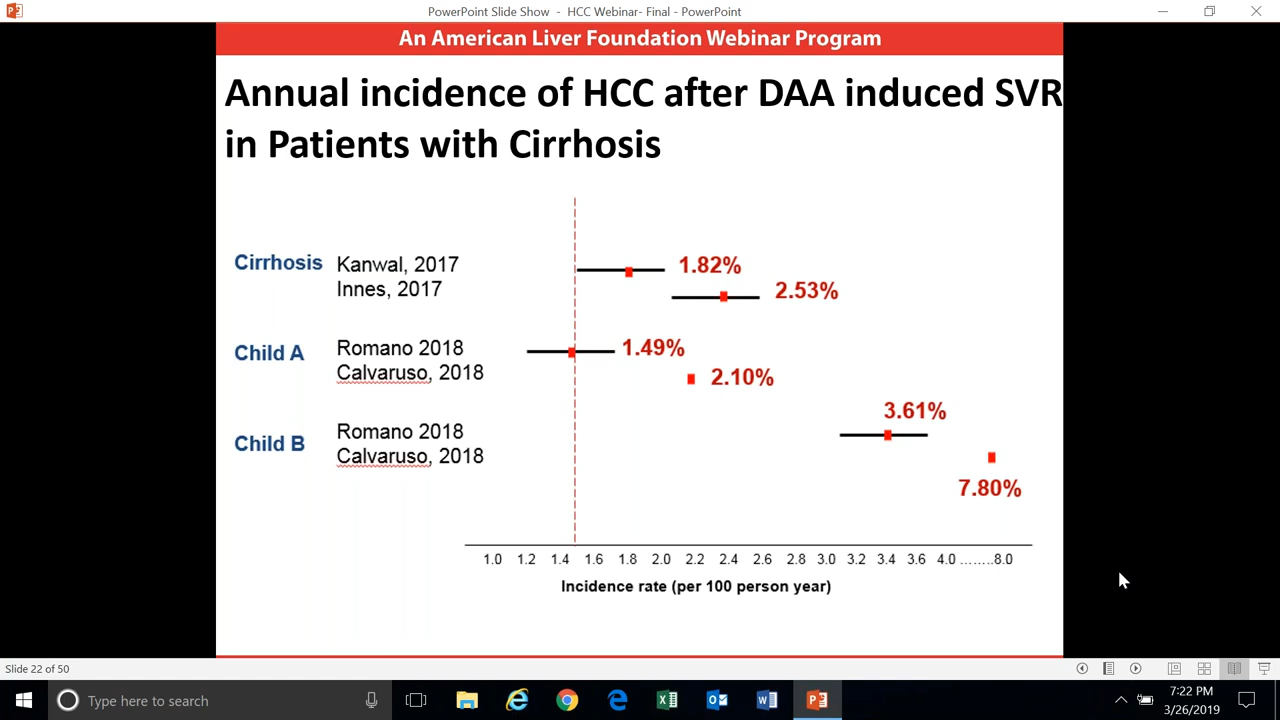 PowerPoint Slide Show - HCC Webinar- Final - PowerPoint
An American Liver Foundation Webinar Program
Annual incidence of HCC after DAA induced SVR
in Patients with Cirrhosis
Cirrhosis
Kanwal, 2017
1.82%
Innes, 2017
2.53%
Child A
Romano 2018
1.49%
Calvaruso, 2018
2.10%
3.61%
Child B
Romano 2018
Calvaruso, 2018
7.80%
1.0 1.2 1.4 1.6 1.8 2.0 2.2 2.4 2.6 2.8 3.0 3.2 3.4 3.6 4.0 ........8.0
Incidence rate (per 100 person year)
Slide 22 of 50
Type here to search
7:22 PM
3/26/2019